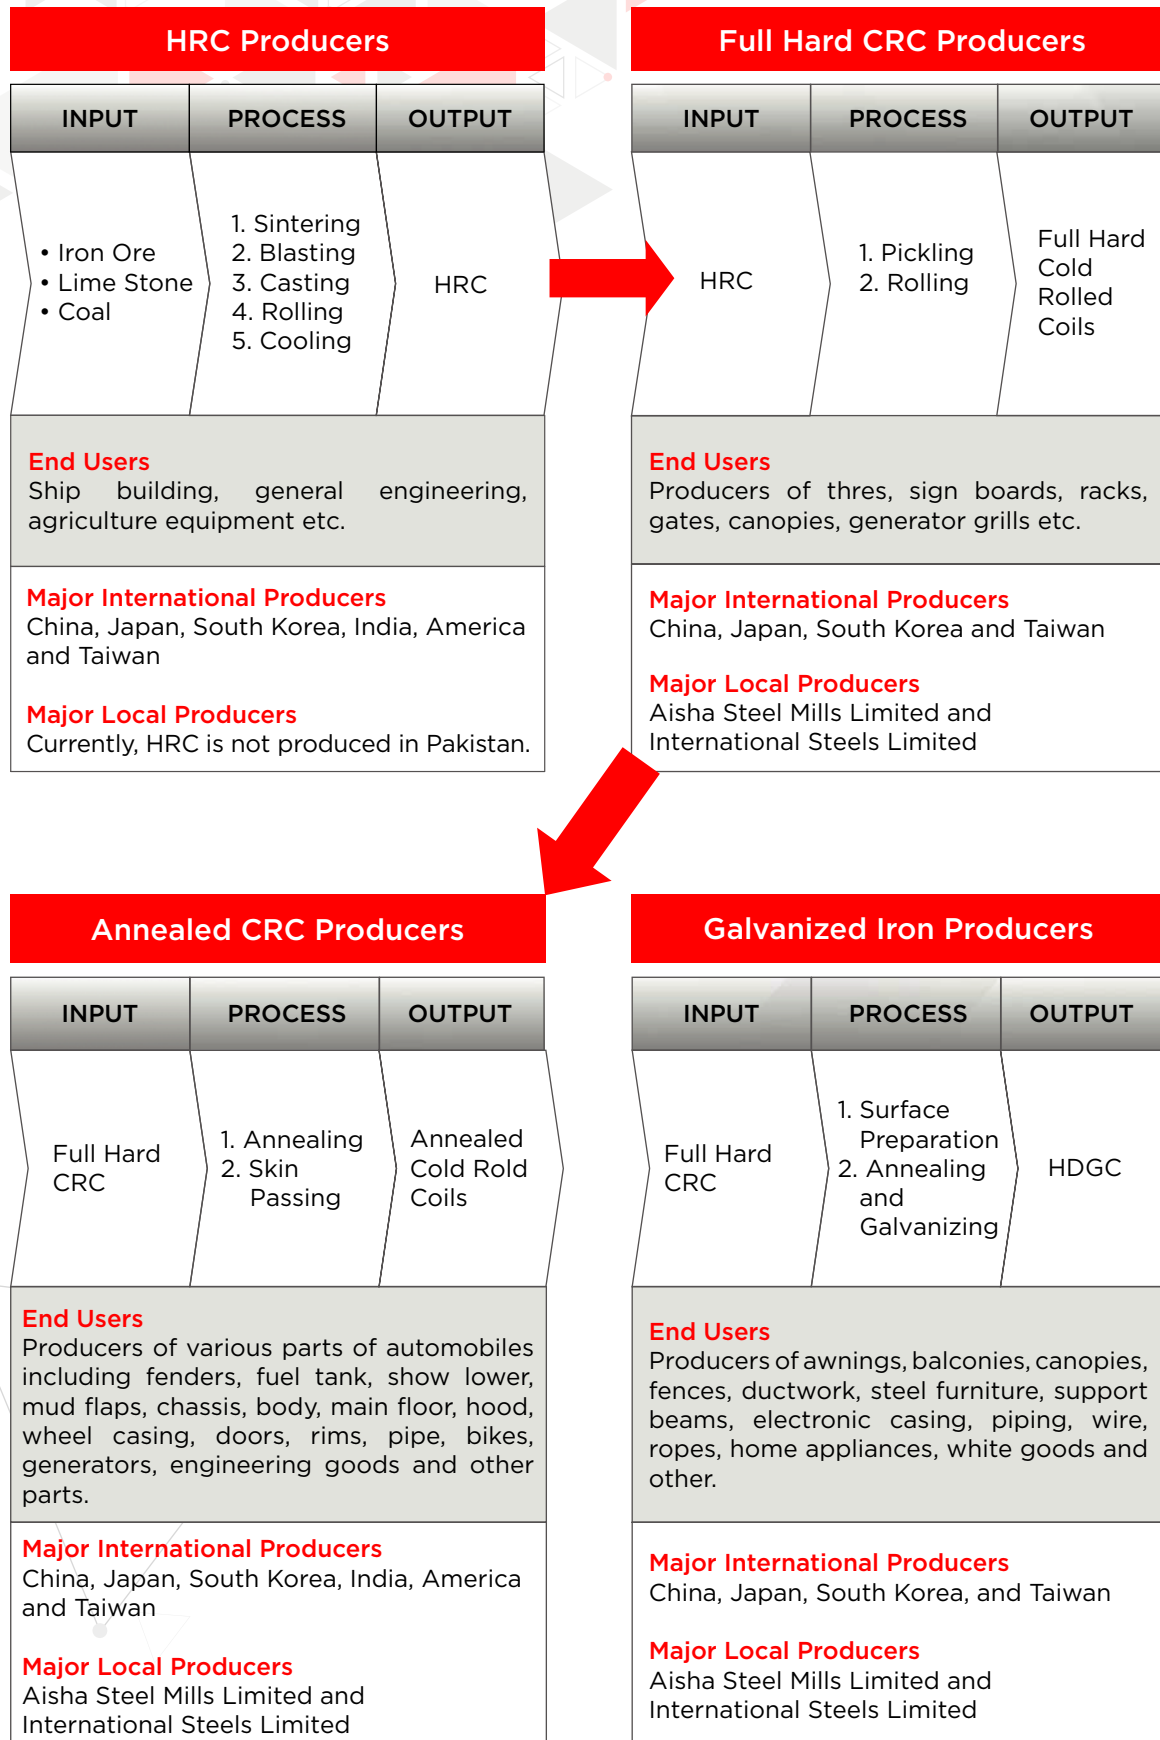 HRC Producers
INPUT
PROCESS
OUTPUT
• Iron Ore
• Lime Stone
• Coal
1. Sintering
2. Blasting
3. Casting
4. Rolling
5. Cooling
HRC
End Users
Ship building, general engineering,
agriculture equipment etc.
Major International Producers
China, Japan, South Korea, India, America
and Taiwan
Major Local Producers
Currently, HRC is not produced in Pakistan.
Full Hard CRC Producers
INPUT
PROCESS
OUTPUT
HRC
1. Pickling
2. Rolling
Full Hard
Cold
Rolled
Coils
End Users
Producers of thres, sign boards, racks,
gates, canopies, generator grills etc.
Major International Producers
China, Japan, South Korea and Taiwan
Major Local Producers
Aisha Steel Mills Limited and
International Steels Limited
Annealed CRC Producers
INPUT
PROCESS
OUTPUT
Full Hard
CRC
1. Annealing
2. Skin
Passing
Annealed
Cold Rold
Coils
End Users
Producers of various parts of automobiles
including fenders, fuel tank, show lower,
mud flaps, chassis, body, main floor, hood,
wheel casing, doors, rims, pipe, bikes,
generators, engineering goods and other
parts.
Major International Producers
China, Japan, South Korea, India, America
and Taiwan
Major Local Producers
Aisha Steel Mills Limited and
International Steels Limited
Galvanized Iron Producers
INPUT
PROCESS
OUTPUT
Full Hard
CRC
1. Surface
Preparation
2. Annealing
and
Galvanizing
HDGC
End Users
Producers of awnings, balconies, canopies,
fences, ductwork, steel furniture, support
beams, electronic casing, piping, wire,
ropes, home appliances, white goods and
other.
Major International Producers
China, Japan, South Korea, and Taiwan
Major Local Producers
Aisha Steel Mills Limited and
International Steels Limited